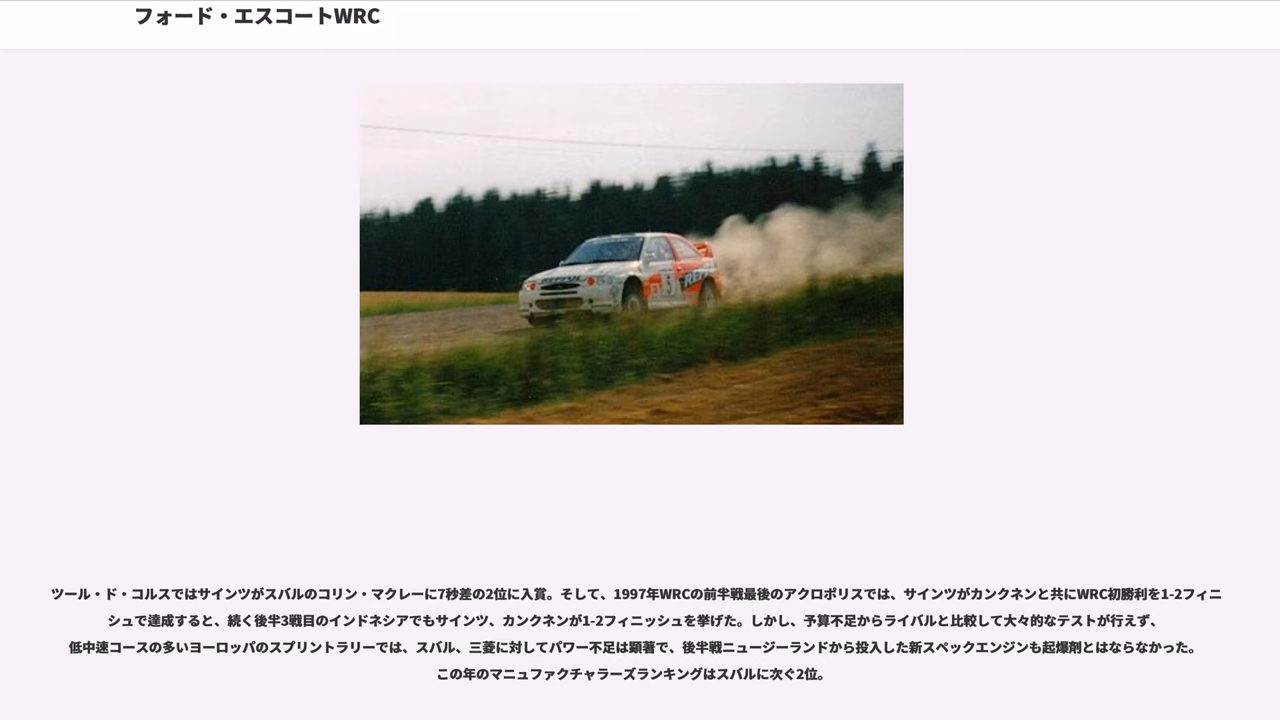 フォード・エスコートWRC
REPSOL
5
ツール・ド・コルスではサインツがスバルのコリン・マクレーに7秒差の2位に入賞。そして、1997年WRCの前半戦最後のアクロポリスでは、サインツがカンクネンと共にWRC初勝利を1-2フィニ
シュで達成すると、続く後半3戦目のインドネシアでもサインツ、カンクネンが1-2フィニッシュを挙げた。しかし、予算不足からライバルと比較して大々的なテストが行えず、
低中速コースの多いヨーロッパのスプリントラリーでは、スバル、三菱に対してパワー不足は顕著で、後半戦ニュージーランドから投入した新スペックエンジンも起爆剤とはならなかった。
この年のマニュファクチャラーズランキングはスバルに次ぐ2位。